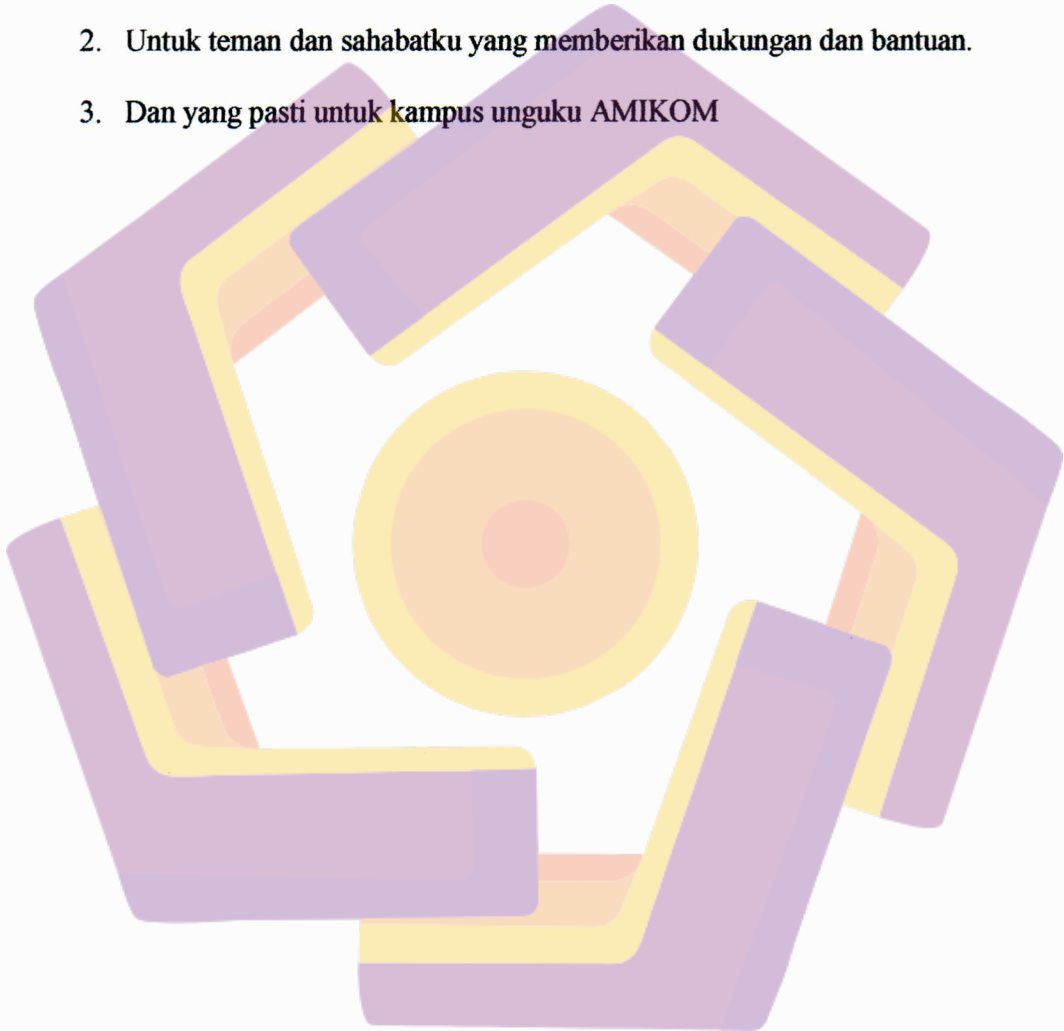 2. Untuk teman dan sahabatku yang memberikan dukungan dan bantuan.
3. Dan yang pasti untuk kampus unguku AMIKOM